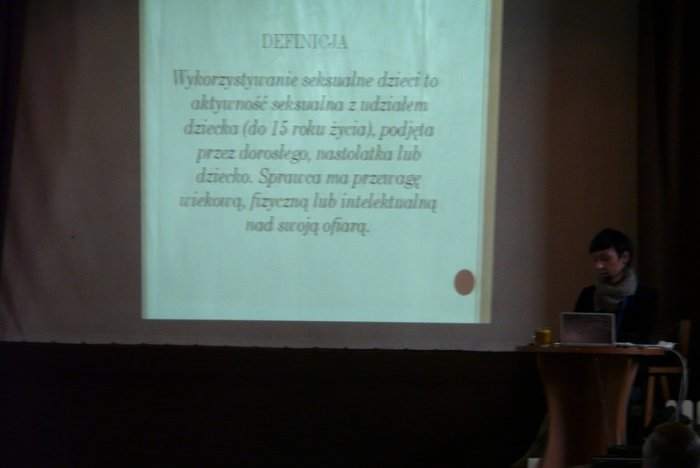 DEFINICJA
Wykorzystywanie seksualne dzieci to
aktywność seksualna z udziałem
dziecka (do 15 roku życia), podjęta
przez dorosłego, nastolatka lub
dziecko. Sprawca ma przewagę
wiekową, fizyczną lub intelektualną
nad swoją ofiarą.